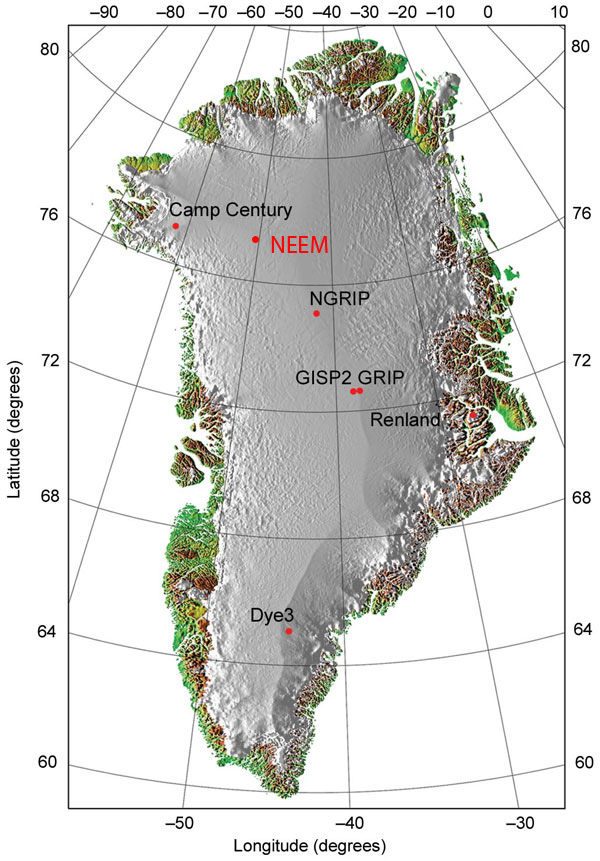 –90 –80 –70 –60 –50 –40 –30 –20 –10 0 10
80 80
Camp Century
76 76
NEEM
NGRIP
72 72
GISP2 GRIP
Renland
Latitude (degrees)
68 68
Dye3
64 64
60 60
–50 –40 –30
Longitude (degrees)